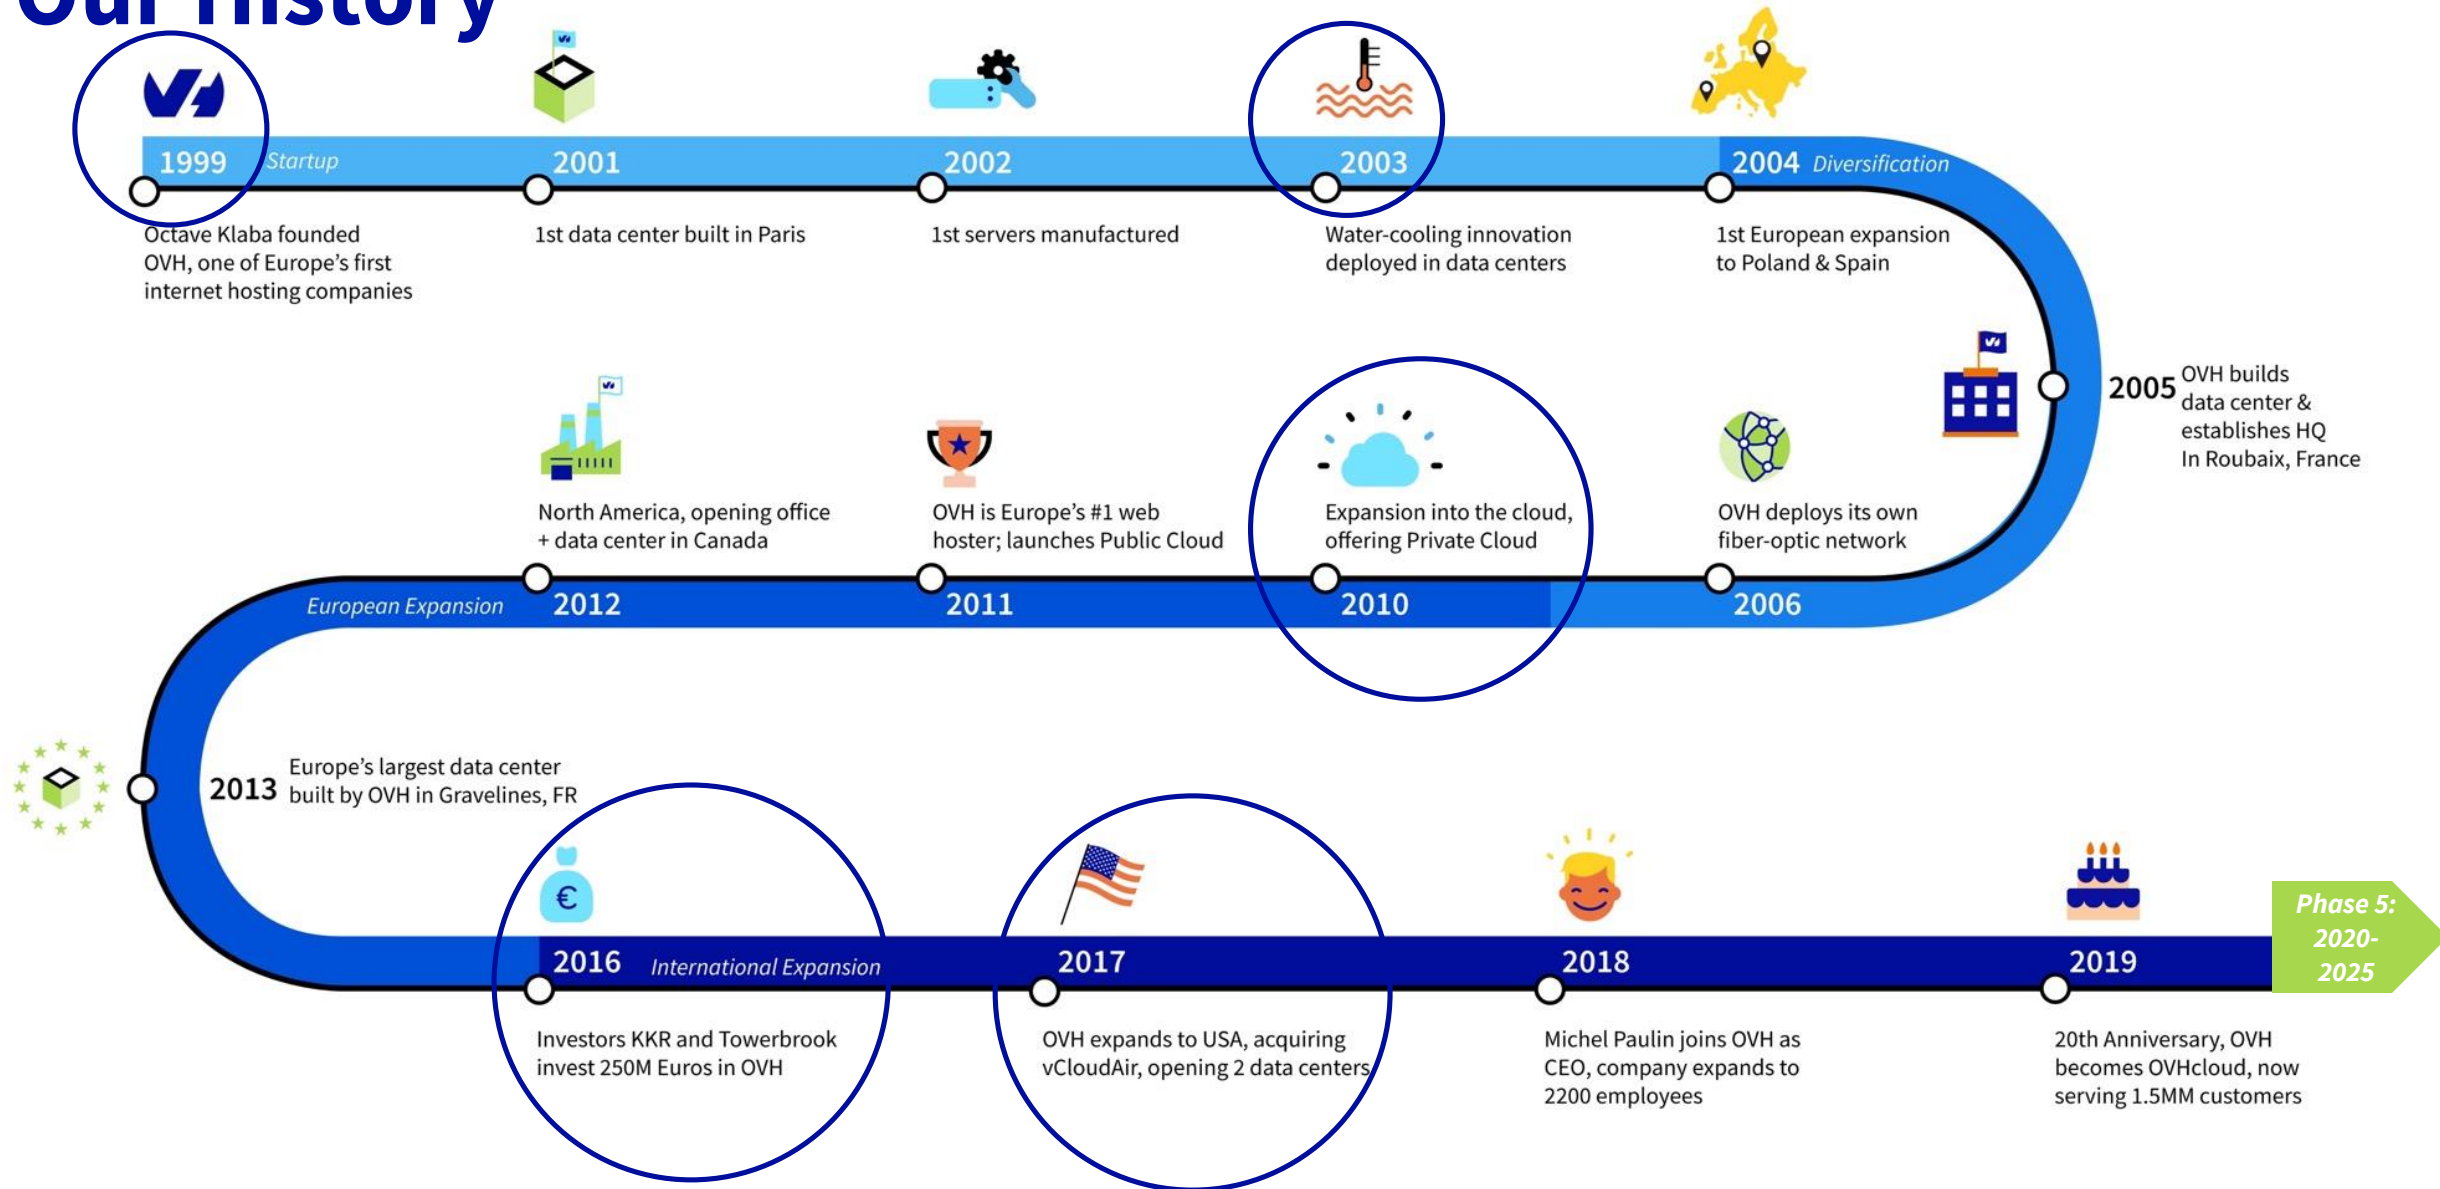 Our History
1999 Startup
2001
2002
2003
2004 Diversification
Octave Klaba founded
OVH, one of Europe's first
internet hosting companies
1st data center built in Paris
1st servers manufactured
Water-cooling innovation
deployed in data centers
1st European expansion
to Poland & Spain
2005
OVH builds
data center &
establishes HQ
In Roubaix, France
OVH deploys its own
fiber-optic network
2006
Expansion into the cloud,
offering Private Cloud
2010
OVH is Europe's #1 web
hoster; launches Public Cloud
2011
North America, opening office
+ data center in Canada
2012
European Expansion
2013
Europe's largest data center
built by OVH in Gravelines, FR
€
2016 International Expansion
2017
2018
2019
Investors KKR and Towerbrook
invest 250M Euros in OVH
OVH expands to USA, acquiring
vCloudAir, opening 2 data centers
Michel Paulin joins OVH as
CEO, company expands to
2200 employees
20th Anniversary, OVH
becomes OVHcloud, now
serving 1.5MM customers
Phase 5:
2020-
2025